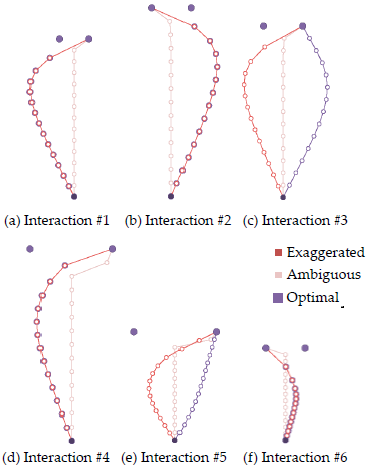 (a) Interaction #1 (b) Interaction #2 (c) Interaction #3
Exaggerated
Ambiguous
Optimal
(d) Interaction #4 (e) Interaction #5 (f) Interaction #6